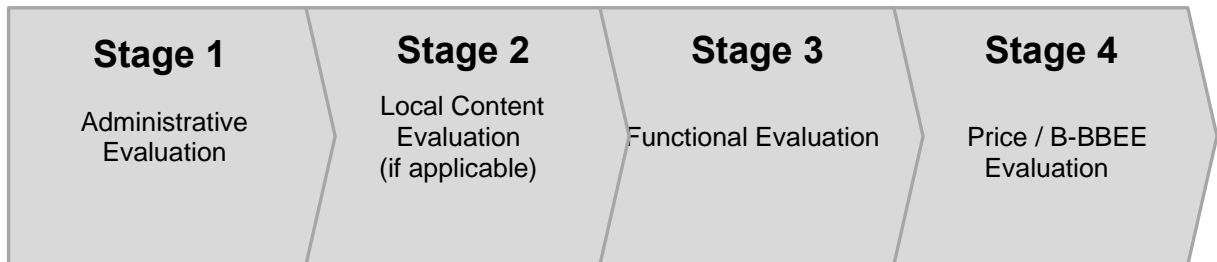 Stage 1
Administrative
Evaluation
Stage 2
Local Content
Evaluation
(if applicable)
Stage 3
Functional Evaluation
Stage 4
Price / B-BBEE
Evaluation